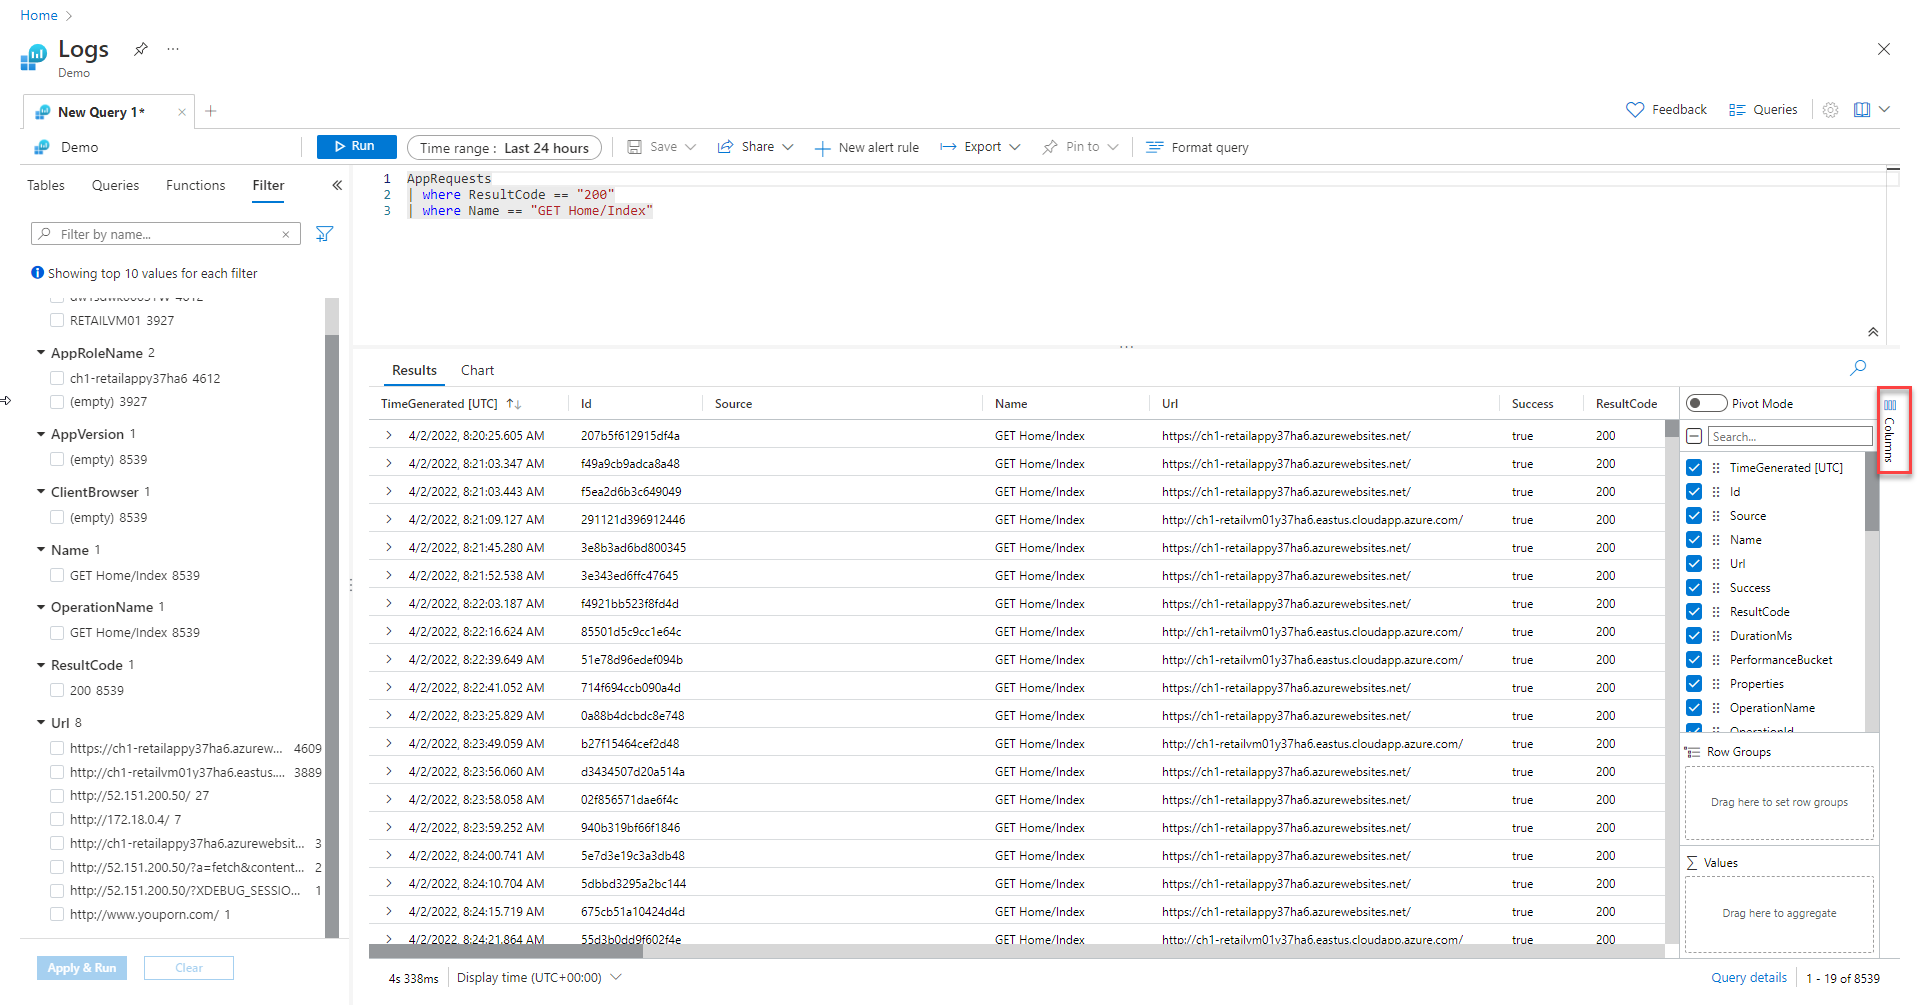 Home
Logs
Demo
New Query 1*
Feedback
Queries
Demo
Run
Time range : Last 24 hours
Save
Share
New alert rule
Export
Pin to
Format query
Tables
Queries
Functions
Filter
1 AppRequests
2 | where ResultCode == "200"
3 | where Name == "GET Home/Index"
Filter by name...
Showing top 10 values for each filter
RETAILVM01 3927
AppRoleName 2
ch1-retailappy37ha6 4612
(empty) 3927
AppVersion 1
(empty) 8539
ClientBrowser 1
(empty) 8539
Name 1
GET Home/Index 8539
OperationName 1
GET Home/Index 8539
ResultCode 1
200 8539
Url 8
https://ch1-retailappy37ha6.azurew... 4609
http://ch1-retailvm01y37ha6.eastus.... 3889
http://52.151.200.50/ 27
http://172.18.0.4/ 7
http://ch1-retailappy37ha6.azurewebsit... 3
http://52.151.200.50/?a=fetch&content... 2
http://52.151.200.50/?XDEBUG_SESSIO... 1
http://www.youporn.com/ 1
Apply & Run
Clear
Results
Chart
TimeGenerated [UTC] Id Source Name Url Success ResultCode
4/2/2022, 8:20:25.605 AM 207b5f612915df4a GET Home/Index https://ch1-retailappy37ha6.azurewebsites.net/ true 200
4/2/2022, 8:21:03.347 AM f49a9cb9adca8a48 GET Home/Index https://ch1-retailappy37ha6.azurewebsites.net/ true 200
4/2/2022, 8:21:03.443 AM f5ea2d6b3c649049 GET Home/Index https://ch1-retailappy37ha6.azurewebsites.net/ true 200
4/2/2022, 8:21:09.127 AM 291121d396912446 GET Home/Index http://ch1-retailvm01y37ha6.eastus.cloudapp.azure.com/ true 200
4/2/2022, 8:21:45.280 AM 3e8b3ad6bd800345 GET Home/Index https://ch1-retailappy37ha6.azurewebsites.net/ true 200
4/2/2022, 8:21:52.538 AM 3e343ed6ffc47645 GET Home/Index https://ch1-retailappy37ha6.azurewebsites.net/ true 200
4/2/2022, 8:22:03.187 AM f4921bb523f8fd4d GET Home/Index https://ch1-retailappy37ha6.azurewebsites.net/ true 200
4/2/2022, 8:22:16.624 AM 85501d5c9cc1e64c GET Home/Index http://ch1-retailvm01y37ha6.eastus.cloudapp.azure.com/ true 200
4/2/2022, 8:22:39.649 AM 51e78d96edef094b GET Home/Index http://ch1-retailvm01y37ha6.eastus.cloudapp.azure.com/ true 200
4/2/2022, 8:22:41.052 AM 714f694ccb090a4d GET Home/Index https://ch1-retailappy37ha6.azurewebsites.net/ true 200
4/2/2022, 8:23:25.829 AM 0a88b4dcbdc8e748 GET Home/Index https://ch1-retailappy37ha6.azurewebsites.net/ true 200
4/2/2022, 8:23:49.059 AM b27f15464cef2d48 GET Home/Index http://ch1-retailvm01y37ha6.eastus.cloudapp.azure.com/ true 200
4/2/2022, 8:23:56.060 AM d3434507d20a514a GET Home/Index https://ch1-retailappy37ha6.azurewebsites.net/ true 200
4/2/2022, 8:23:58.058 AM 02f856571dae6f4c GET Home/Index https://ch1-retailappy37ha6.azurewebsites.net/ true 200
4/2/2022, 8:23:59.252 AM 940b319bf66f1846 GET Home/Index https://ch1-retailappy37ha6.azurewebsites.net/ true 200
4/2/2022, 8:24:00.741 AM 5e7d3e19c3a3db48 GET Home/Index https://ch1-retailappy37ha6.azurewebsites.net/ true 200
4/2/2022, 8:24:10.704 AM 5dbbd3295a2bc144 GET Home/Index https://ch1-retailappy37ha6.azurewebsites.net/ true 200
4/2/2022, 8:24:15.719 AM 675cb51a10424d4d GET Home/Index https://ch1-retailappy37ha6.azurewebsites.net/ true 200
4/2/2022, 8:24:21.864 AM 55d3b0dd9f602f4e GET Home/Index http://ch1-retailvm01y37ha6.eastus.cloudapp.azure.com/ true 200
Pivot Mode
Columns
Search...
TimeGenerated [UTC]
Id
Source
Name
Url
Success
ResultCode
DurationMs
PerformanceBucket
Properties
OperationName
OperationId
Row Groups
Drag here to set row groups
Values
Drag here to aggregate
4s 338ms
Display time (UTC+00:00)
Query details
1 - 19 of 8539